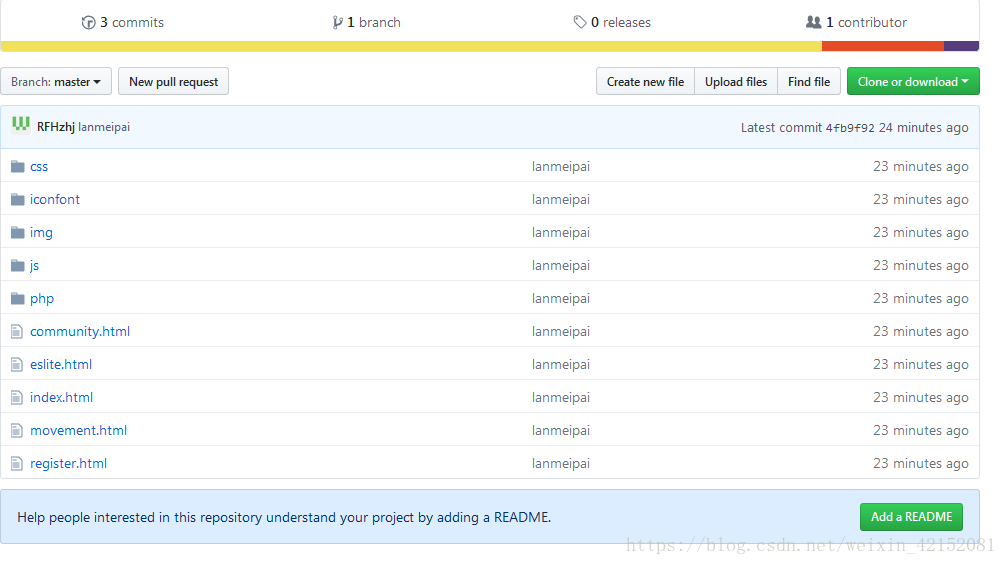 3 commits 1 branch 0 releases 1 contributor
Branch: master New pull request Create new file Upload files Find file Clone or download
RFHzhj lanmeipai Latest commit 4fb9f92 24 minutes ago
css lanmeipai 23 minutes ago
iconfont lanmeipai 23 minutes ago
img lanmeipai 23 minutes ago
js lanmeipai 23 minutes ago
php lanmeipai 23 minutes ago
community.html lanmeipai 23 minutes ago
eslite.html lanmeipai 23 minutes ago
index.html lanmeipai 23 minutes ago
movement.html lanmeipai 23 minutes ago
register.html lanmeipai 23 minutes ago
Help people interested in this repository understand your project by adding a README. Add a README
https://blog.csdn.net/weixin_42152081